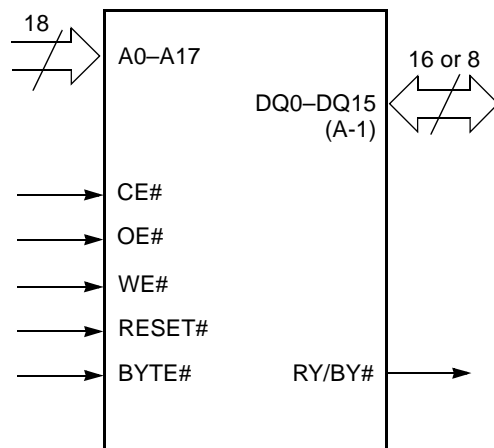 18
A0–A17
16 or 8
DQ0–DQ15
(A-1)
CE#
OE#
WE#
RESET#
BYTE#
RY/BY#